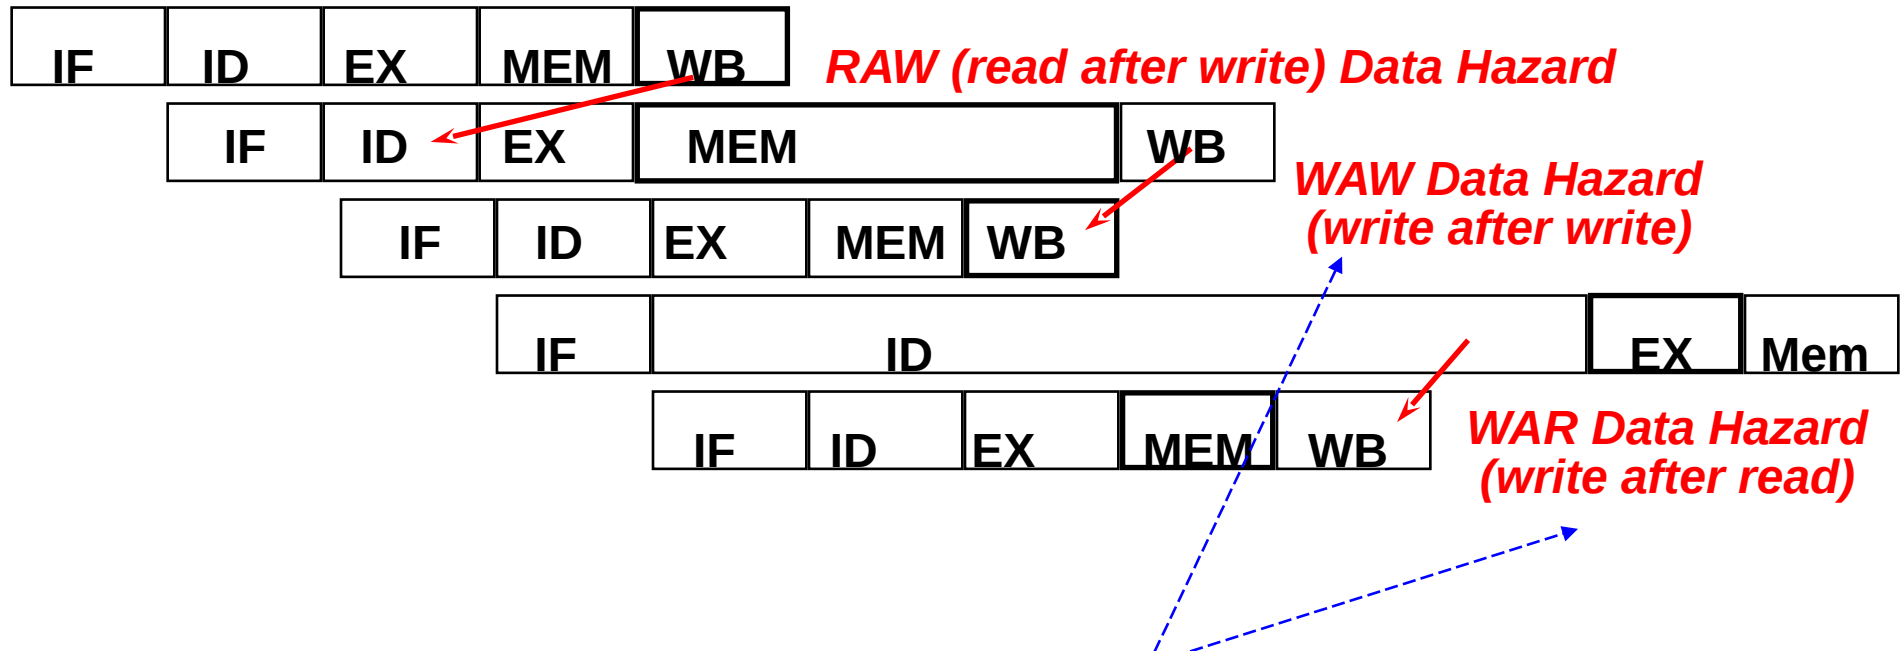 IF ID EX MEM WB RAW (read after write) Data Hazard
IF ID EX MEM WB
WAW Data Hazard
(write after write)
IF ID EX MEM WB
IF ID EX Mem
IF ID EX MEM WB
WAR Data Hazard
(write after read)